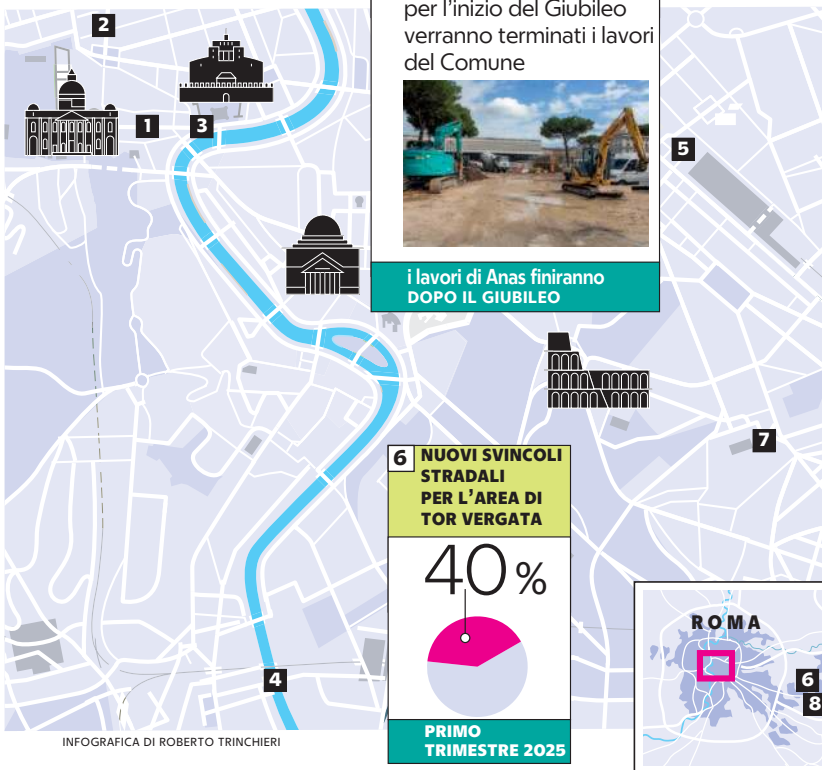 per l'inizio del Giubileo
verranno terminati i lavori
del Comune
i lavori di Anas finiranno
DOPO IL GIUBILEO
2
1
3
5
7
6 NUOVI SVINCOLI
STRADALI
PER L'AREA DI
TOR VERGATA
40%
PRIMO
TRIMESTRE 2025
4
ROMA
6
8
INFOGRAFICA DI ROBERTO TRINCHIERI